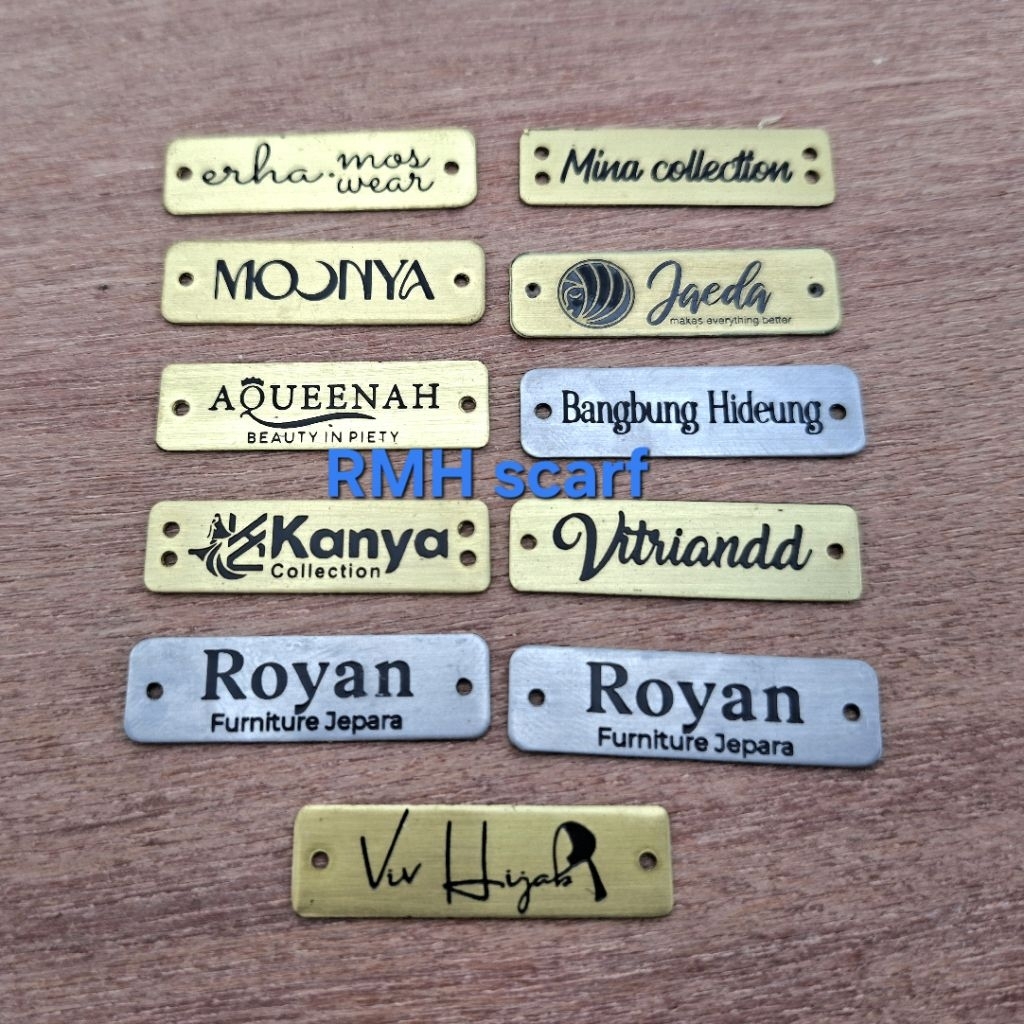 erha.mos wear
Mina collection
MOONYA
Jaeda
makes everything better
AQUEENAH
BEAUTY IN PIETY
Bangbung Hideung
RMH scarf
Kanya
Collection
Vitriandd
Royan
Furniture Jepara
Royan
Furniture Jepara
Viv Hijab